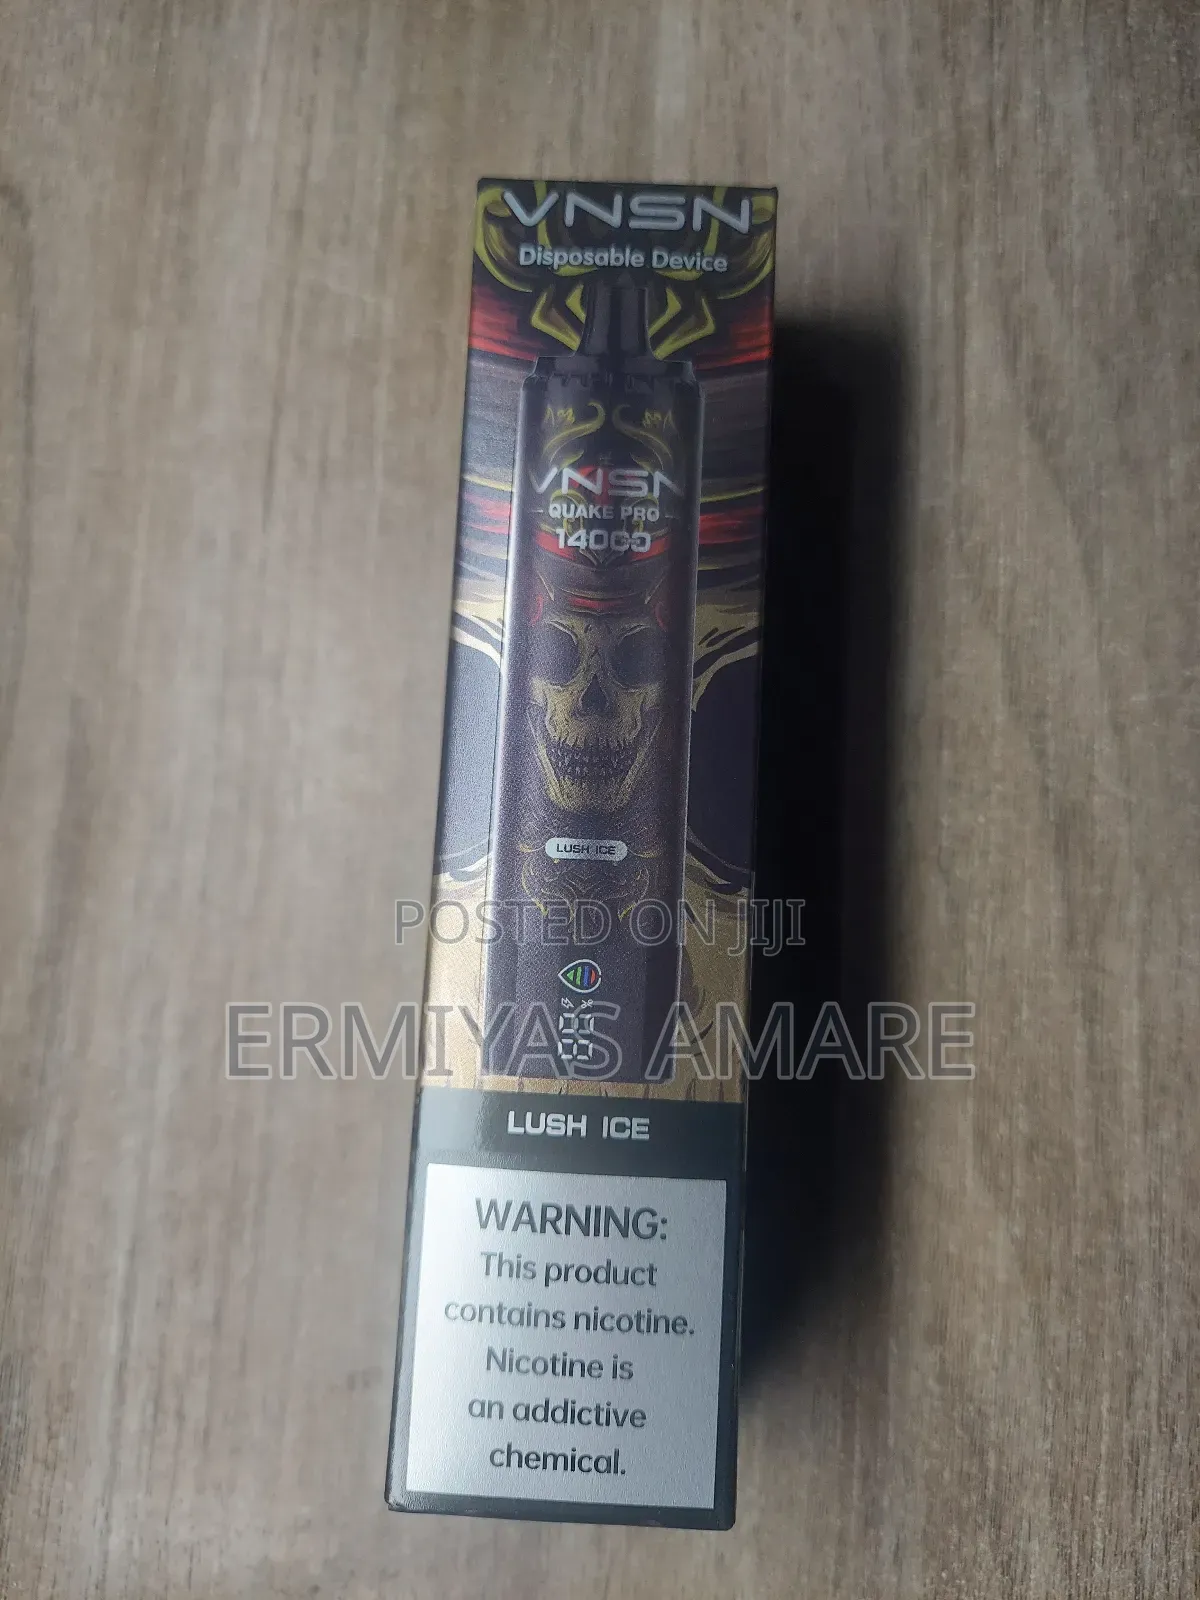 VNSN
Disposable Device
VNSN
QUAKE PRO
14000
LUSH ICE
POSTED ON JIJI
ERMIYAS AMARE
88
LUSH ICE
WARNING:
This product
contains nicotine.
Nicotine is
an addictive
chemical.